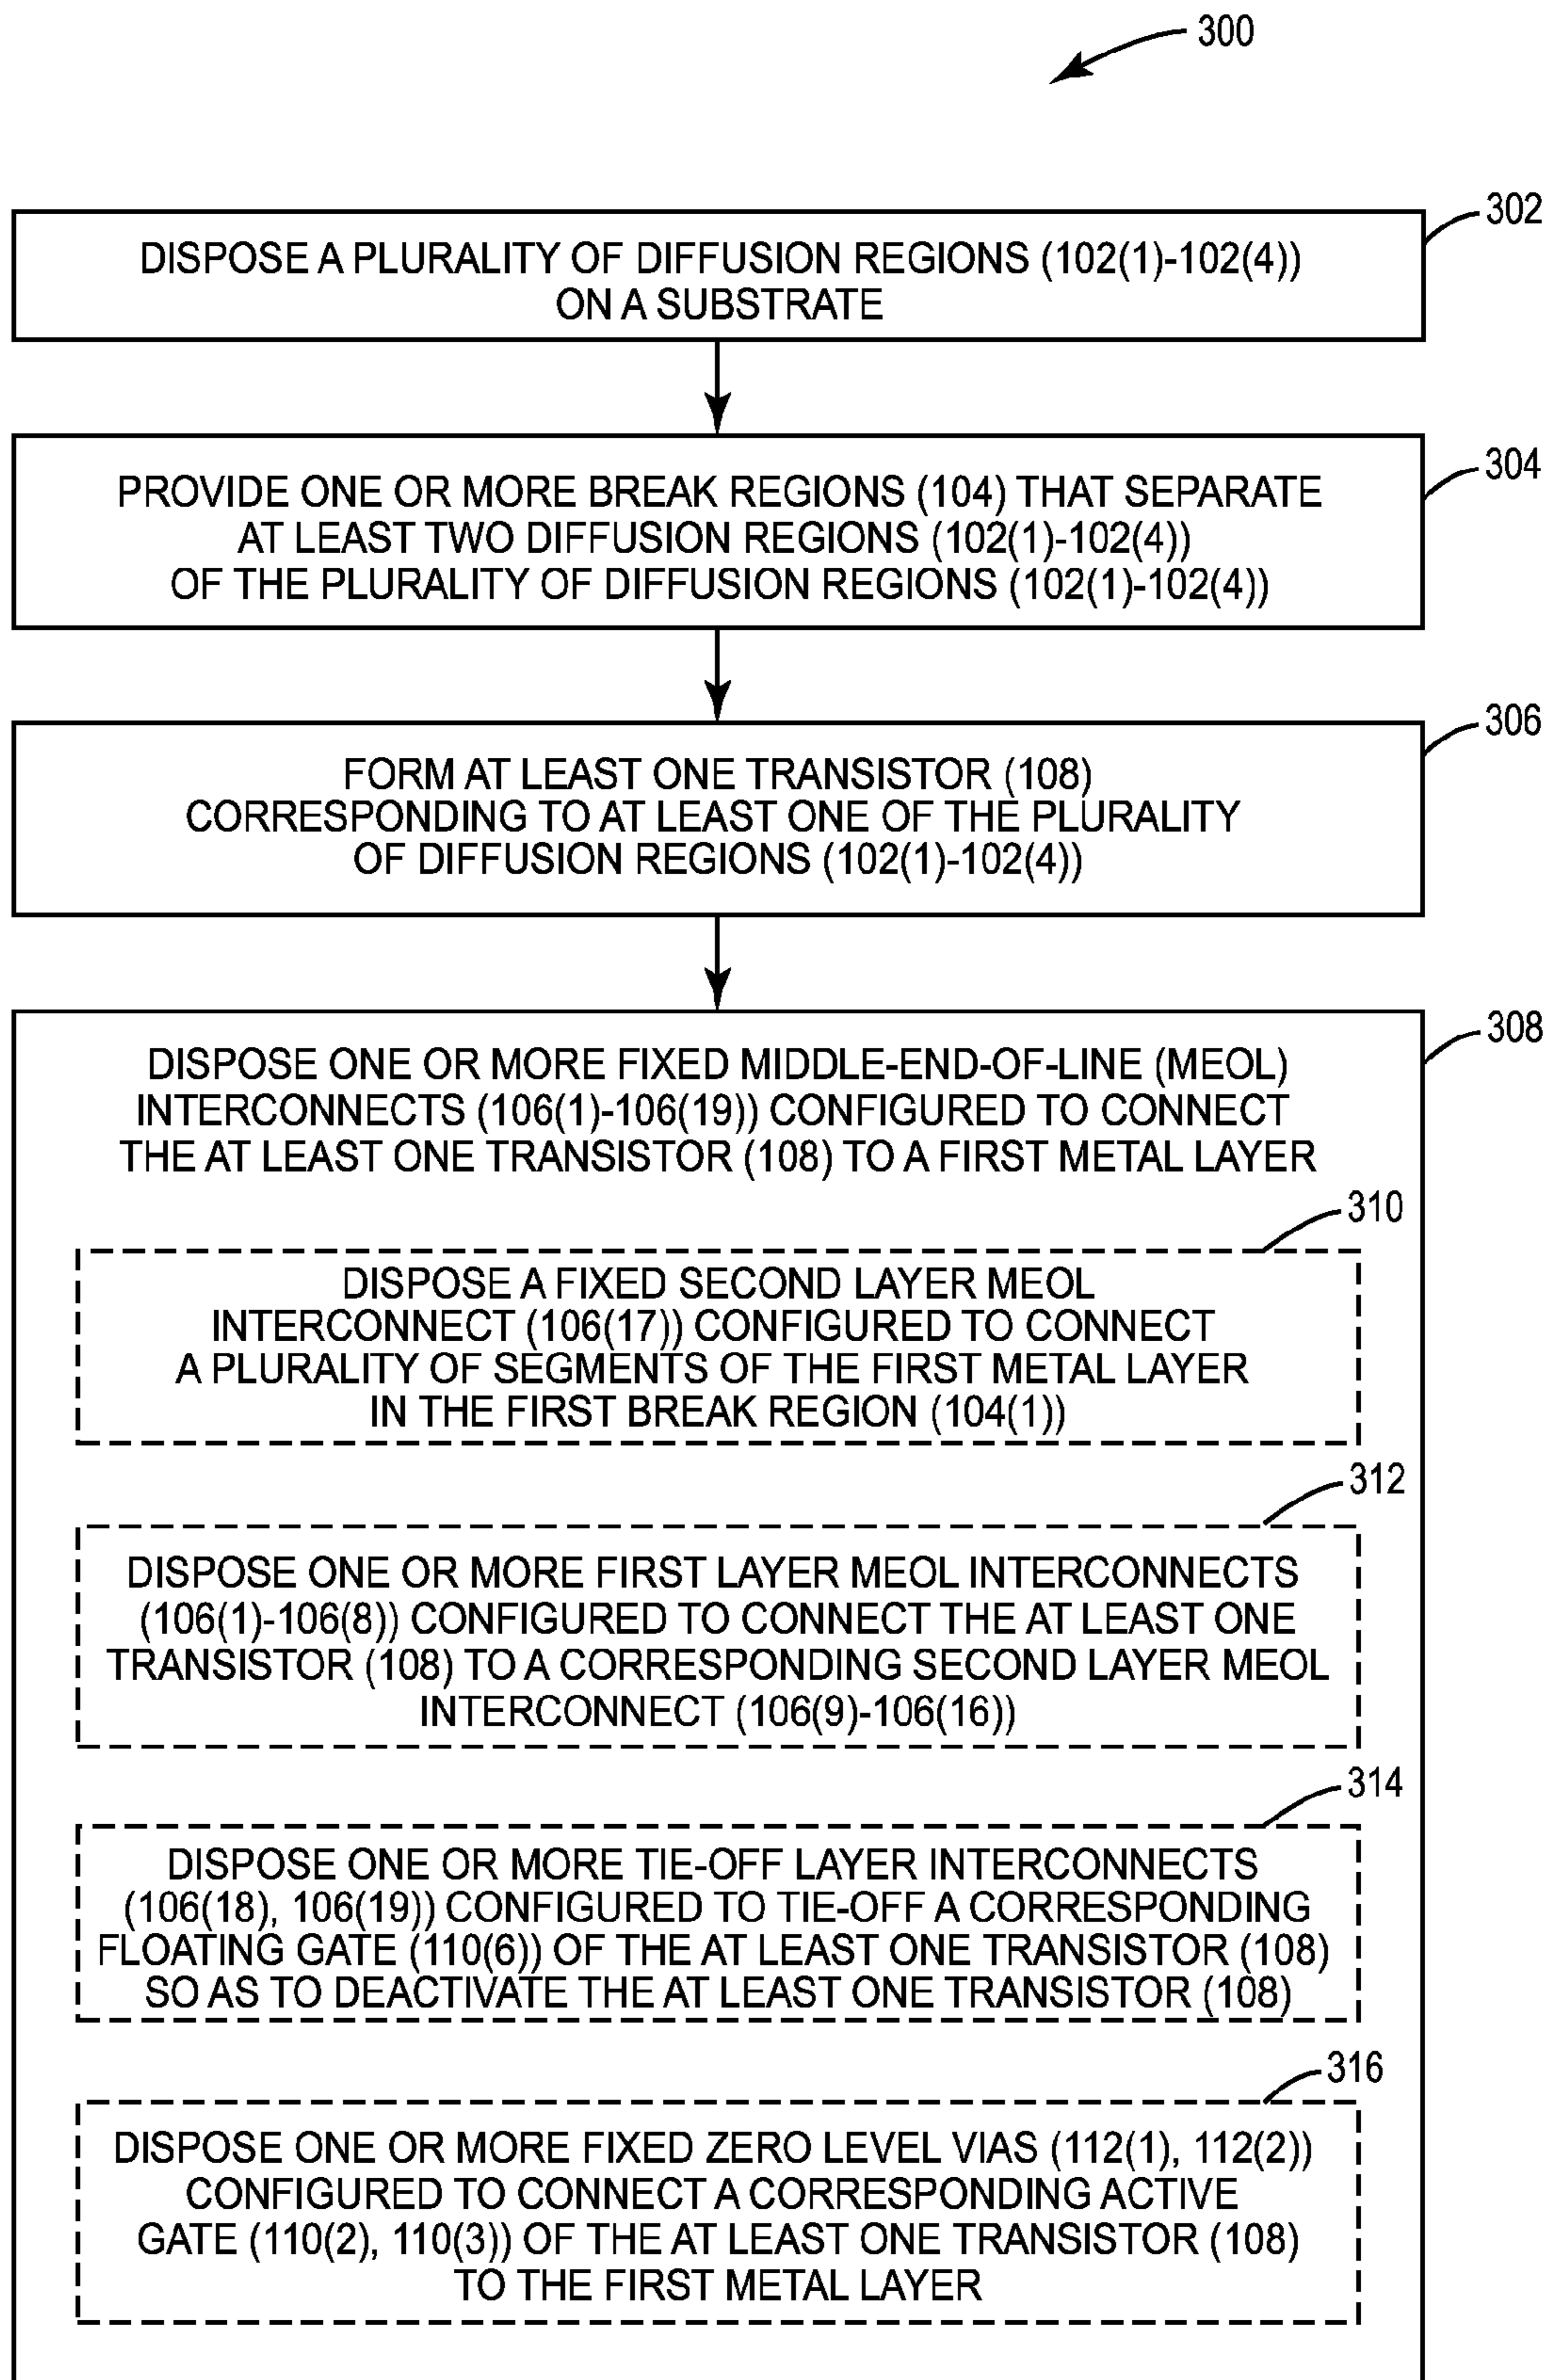 300
302
DISPOSE A PLURALITY OF DIFFUSION REGIONS (102(1)-102(4))
ON A SUBSTRATE
304
PROVIDE ONE OR MORE BREAK REGIONS (104) THAT SEPARATE
AT LEAST TWO DIFFUSION REGIONS (102(1)-102(4))
OF THE PLURALITY OF DIFFUSION REGIONS (102(1)-102(4))
306
FORM AT LEAST ONE TRANSISTOR (108)
CORRESPONDING TO AT LEAST ONE OF THE PLURALITY
OF DIFFUSION REGIONS (102(1)-102(4))
308
DISPOSE ONE OR MORE FIXED MIDDLE-END-OF-LINE (MEOL)
INTERCONNECTS (106(1)-106(19)) CONFIGURED TO CONNECT
THE AT LEAST ONE TRANSISTOR (108) TO A FIRST METAL LAYER
310
DISPOSE A FIXED SECOND LAYER MEOL
INTERCONNECT (106(17)) CONFIGURED TO CONNECT
A PLURALITY OF SEGMENTS OF THE FIRST METAL LAYER
IN THE FIRST BREAK REGION (104(1))
312
DISPOSE ONE OR MORE FIRST LAYER MEOL INTERCONNECTS
(106(1)-106(8)) CONFIGURED TO CONNECT THE AT LEAST ONE
TRANSISTOR (108) TO A CORRESPONDING SECOND LAYER MEOL
INTERCONNECT (106(9)-106(16))
314
DISPOSE ONE OR MORE TIE-OFF LAYER INTERCONNECTS
(106(18), 106(19)) CONFIGURED TO TIE-OFF A CORRESPONDING
FLOATING GATE (110(6)) OF THE AT LEAST ONE TRANSISTOR (108)
SO AS TO DEACTIVATE THE AT LEAST ONE TRANSISTOR (108)
316
DISPOSE ONE OR MORE FIXED ZERO LEVEL VIAS (112(1), 112(2))
CONFIGURED TO CONNECT A CORRESPONDING ACTIVE
GATE (110(2), 110(3)) OF THE AT LEAST ONE TRANSISTOR (108)
TO THE FIRST METAL LAYER